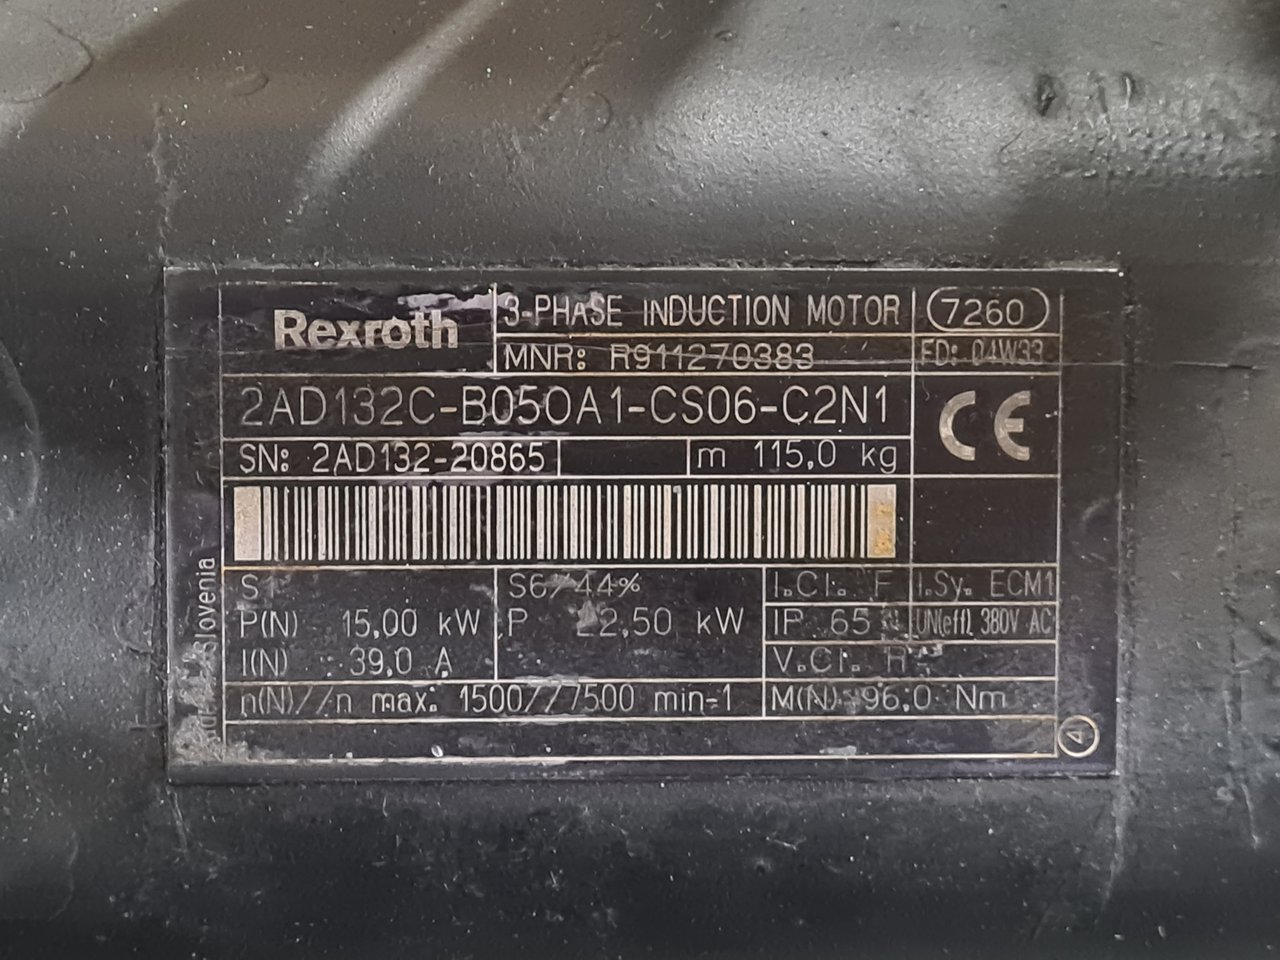 Rexroth
3-PHASE INDUCTION MOTOR
7260
MNR: R911270383
FD: 04W33
2AD132C-B050A1-CS06-C2N1
CE
SN: 2AD132-20865
m 115,0 kg
S1
S6/44%
I.Cl. F
I.Sy. ECM1
P(N) 15,00 kW
P 22,50 kW
IP 65
UN(eff). 380V AC
I(N) 39,0 A
V.Cl. R
n(N)//n max: 1500//7500 min-1
M(N) 96,0 Nm
4
Slovenia